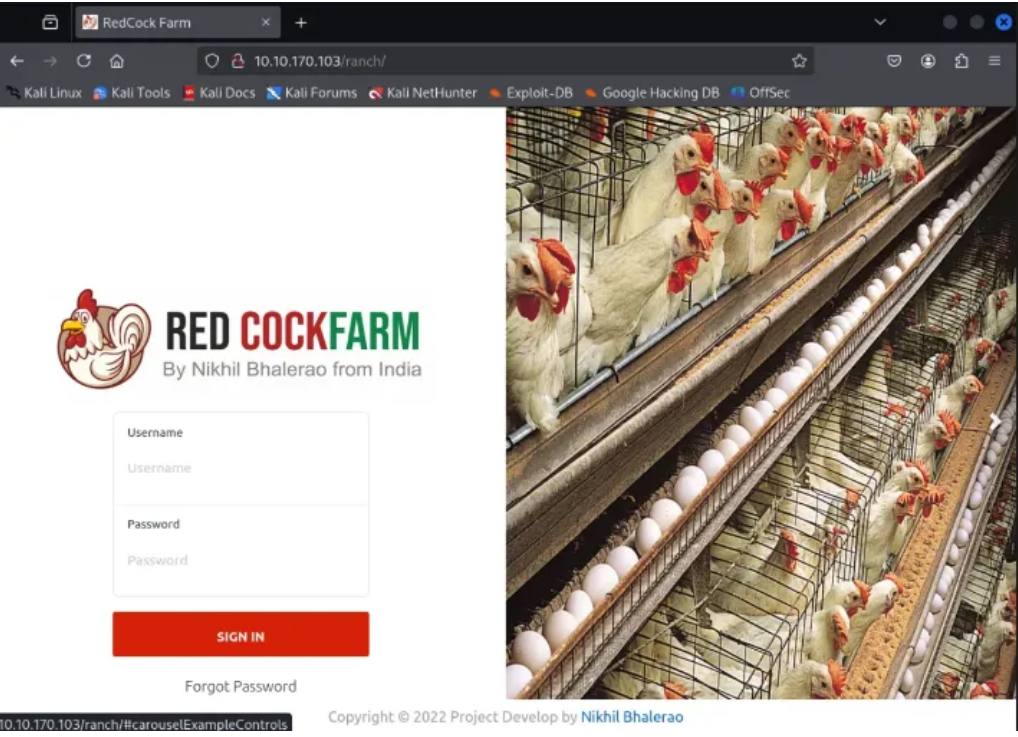 RedCock Farm
10.10.170.103/ranch/
Kali Linux Kali Tools Kali Docs Kali Forums Kali NetHunter Exploit-DB Google Hacking DB OffSec
RED COCKFARM
By Nikhil Bhalerao from India
Username
Username
Password
Password
SIGN IN
Forgot Password
Copyright © 2022 Project Develop by Nikhil Bhalerao
10.10.170.103/ranch/#carouselExampleControls